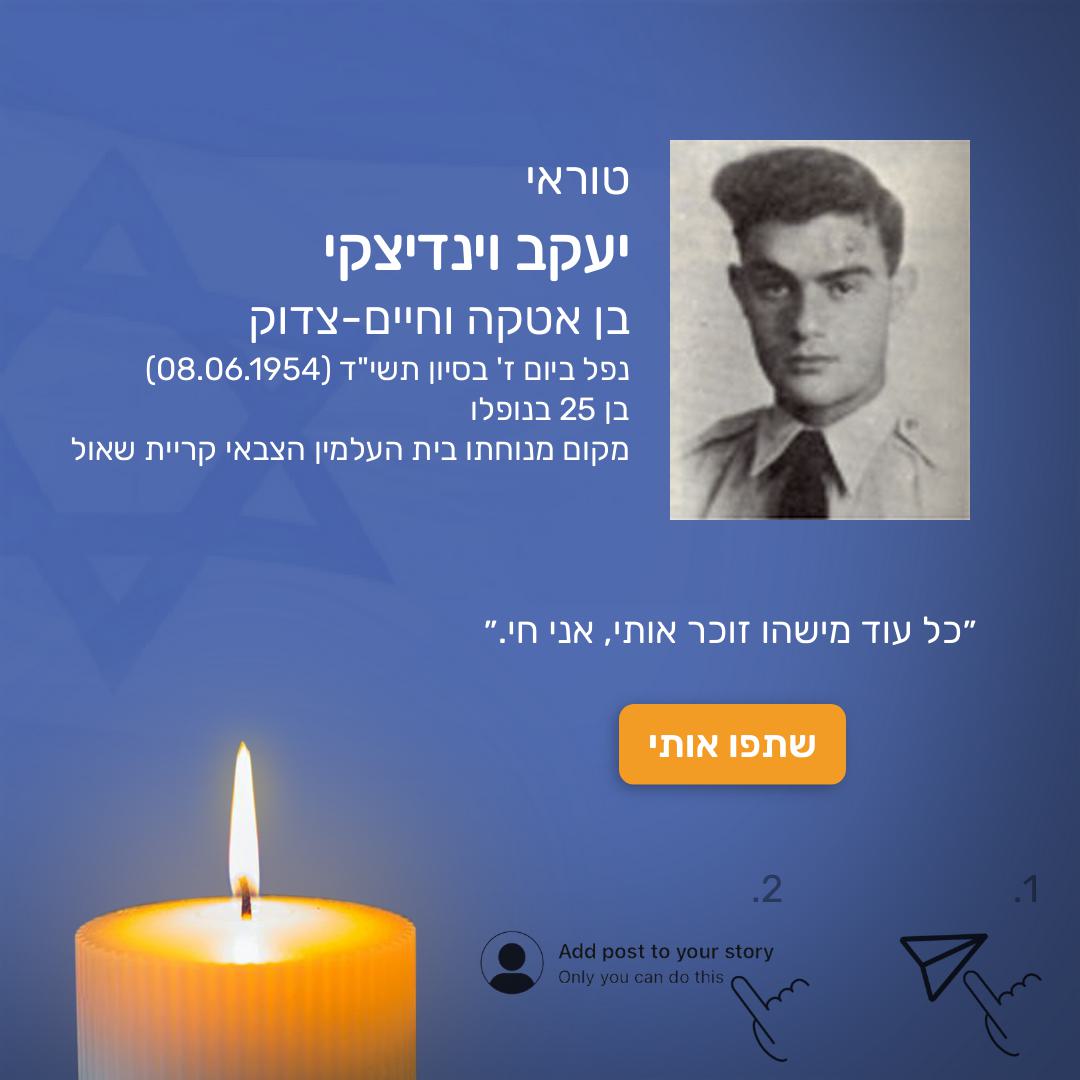 טוראי
יעקב וינדיצקי
בן אטקה וחיים-צדוק
נפל ביום ז' בסיון תשי"ד (08.06.1954)
בן 25 בנופלו
מקום מנוחתו בית העלמין הצבאי קריית שאול
״כל עוד מישהו זוכר אותי, אני חי.״
שתפו אותי
1.
2.
Add post to your story
Only you can do this